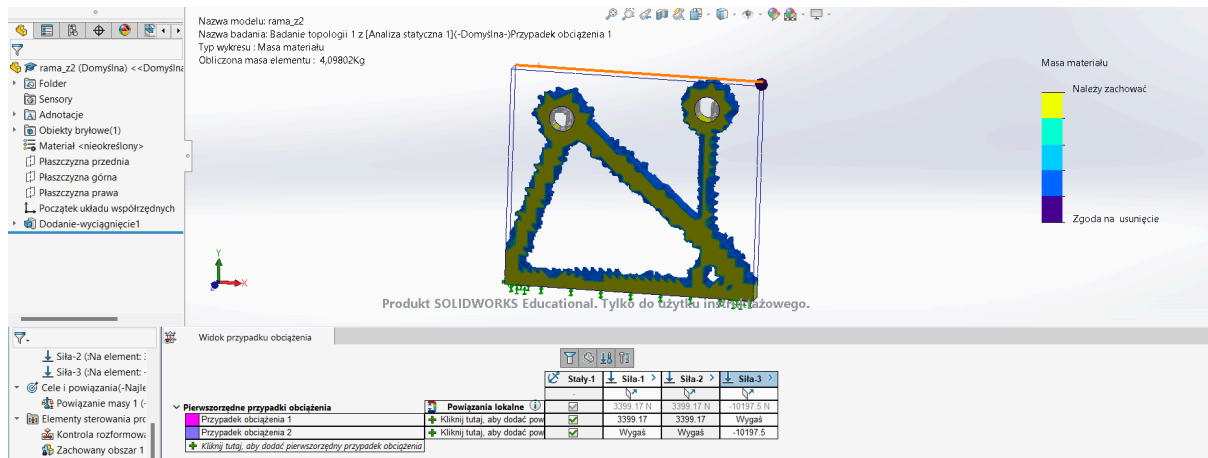 Nazwa modelu: rama_z2
Nazwa badania: Badanie topologii 1 z [Analiza statyczna 1](-Domyślna-)Przypadek obciążenia 1
Typ wykresu : Masa materiału
Obliczona masa elementu : 4,09802Kg
rama_z2 (Domyślna) <<Domyślna
Folder
Sensory
Adnotacje
Obiekty bryłowe(1)
Materiał <nieokreślony>
Płaszczyzna przednia
Płaszczyzna górna
Płaszczyzna prawa
Początek układu współrzędnych
Dodanie-wyciągnięcie1
Masa materiału
Należy zachować
Zgoda na usunięcie
Y
X
Z
Produkt SOLIDWORKS Educational. Tylko do użytku instruktażowego.
Siła-2 (:Na element: :
Siła-3 (:Na element: -
Cele i powiązania(-Najle
Powiązanie masy 1 (-
Elementy sterowania pro
Kontrola rozformowa
Zachowany obszar 1
Widok przypadku obciążenia
Stały-1 Siła-1 Siła-2 Siła-3
Pierwszorzędne przypadki obciążenia Powiązania lokalne 3399.17 N 3399.17 N -10197.5 N
Przypadek obciążenia 1 Kliknij tutaj, aby dodać pow 3399.17 3399.17 Wygaś
Przypadek obciążenia 2 Kliknij tutaj, aby dodać pow Wygaś Wygaś -10197.5
Kliknij tutaj, aby dodać pierwszorzędny przypadek obciążenia